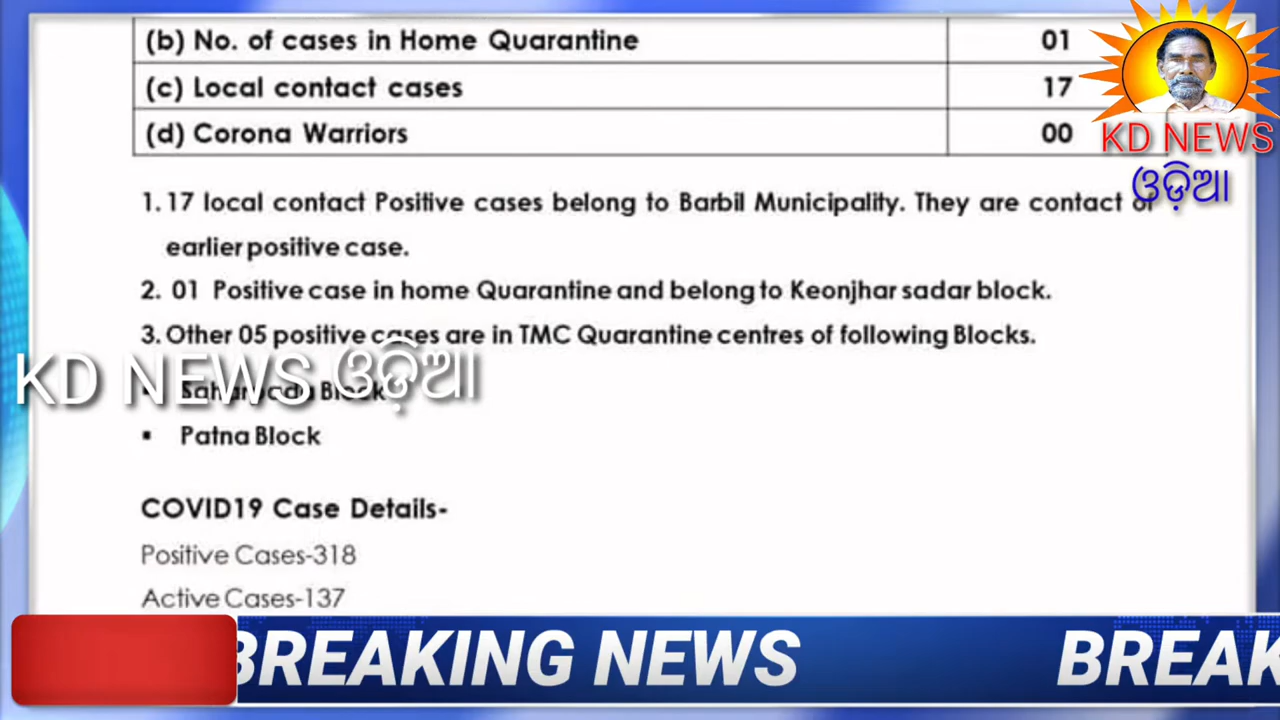 (b) No. of cases in Home Quarantine 01
(c) Local contact cases 17
(d) Corona Warriors 00
KD NEWS
ଓଡ଼ିଆ
1. 17 local contact Positive cases belong to Barbil Municipality. They are contact of
earlier positive case.
2. 01 Positive case in home Quarantine and belong to Keonjhar sadar block.
3. Other 05 positive cases are in TMC Quarantine centres of following Blocks.
KD NEWS ଓଡ଼ିଆ
▪ Saharpada Block
▪ Patna Block
COVID19 Case Details-
Positive Cases-318
Active Cases-137
BREAKING NEWS BREAK